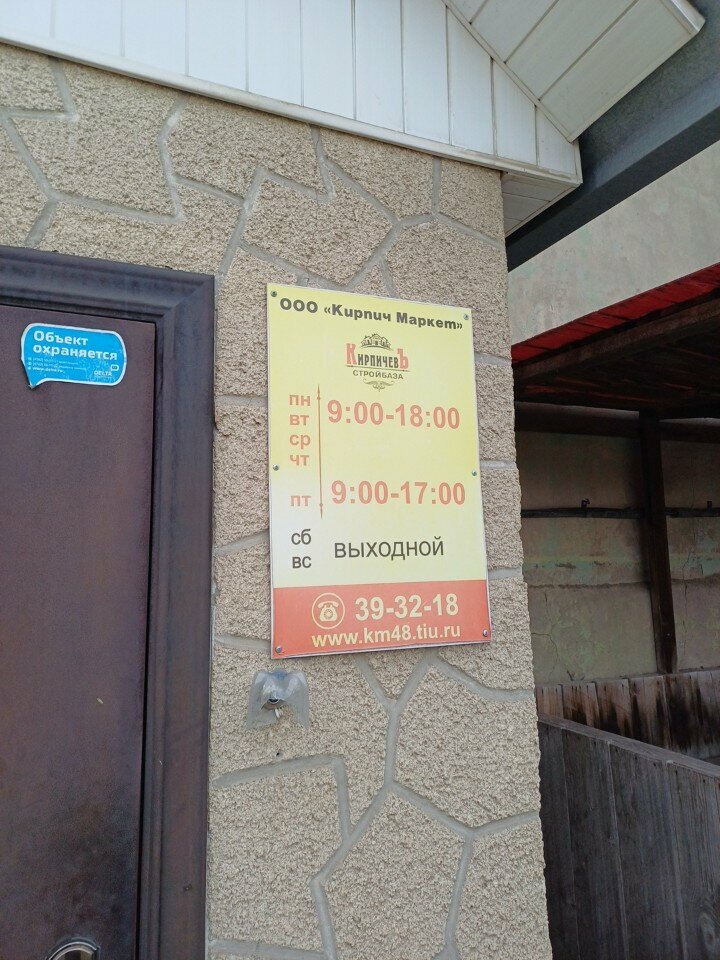 Объект
охраняется
DELTA
ООО «Кирпич Маркет»
КирпичевЪ
СТРОЙБАЗА
пн
вт
9:00-18:00
ср
чт
пт 9:00-17:00
сб
вс
выходной
39-32-18
www.km48.tiu.ru